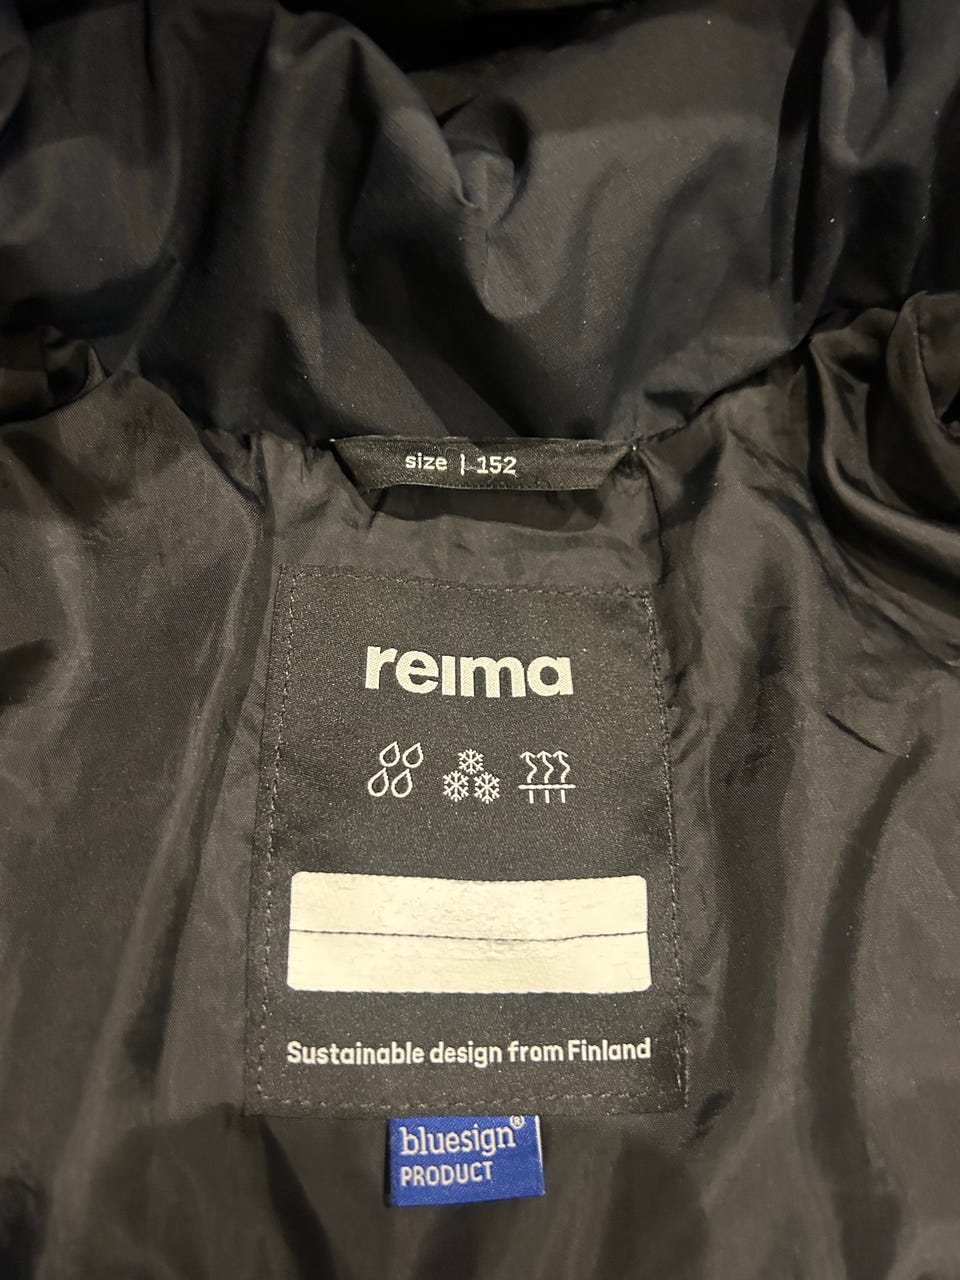 size | 152
reima
Sustainable design from Finland
bluesign®
PRODUCT